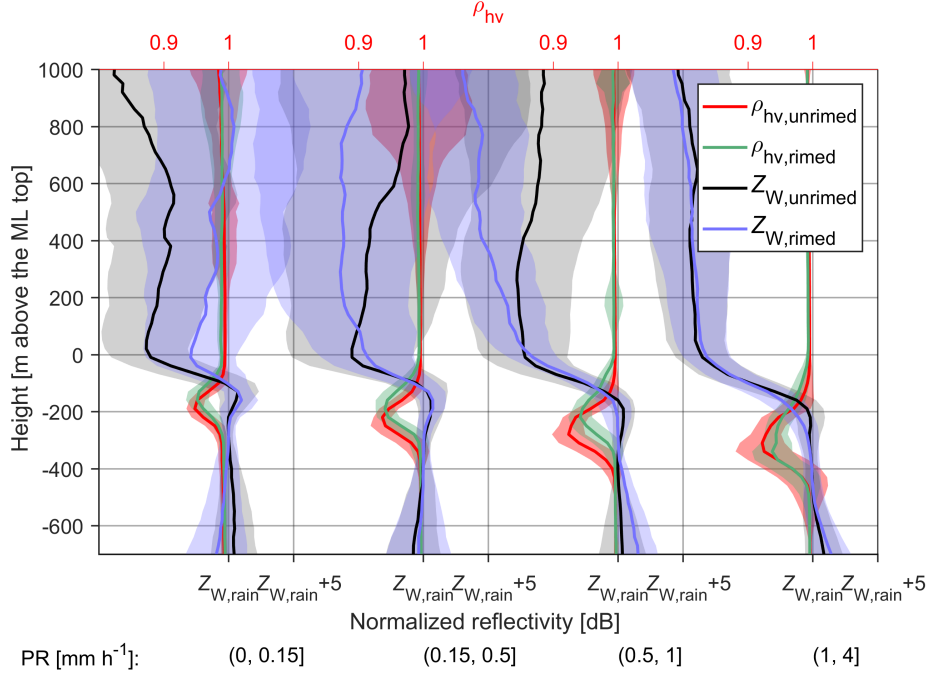 ρhv
0.9 1 0.9 1 0.9 1 0.9 1
1000
800
600
400
200
0
-200
-400
-600
Height [m above the ML top]
ρhv,unrimed
ρhv,rimed
ZW,unrimed
ZW,rimed
ZW,rain ZW,rain+5 ZW,rain ZW,rain+5 ZW,rain ZW,rain+5 ZW,rain ZW,rain+5
Normalized reflectivity [dB]
PR [mm h-1]: (0, 0.15] (0.15, 0.5] (0.5, 1] (1, 4]